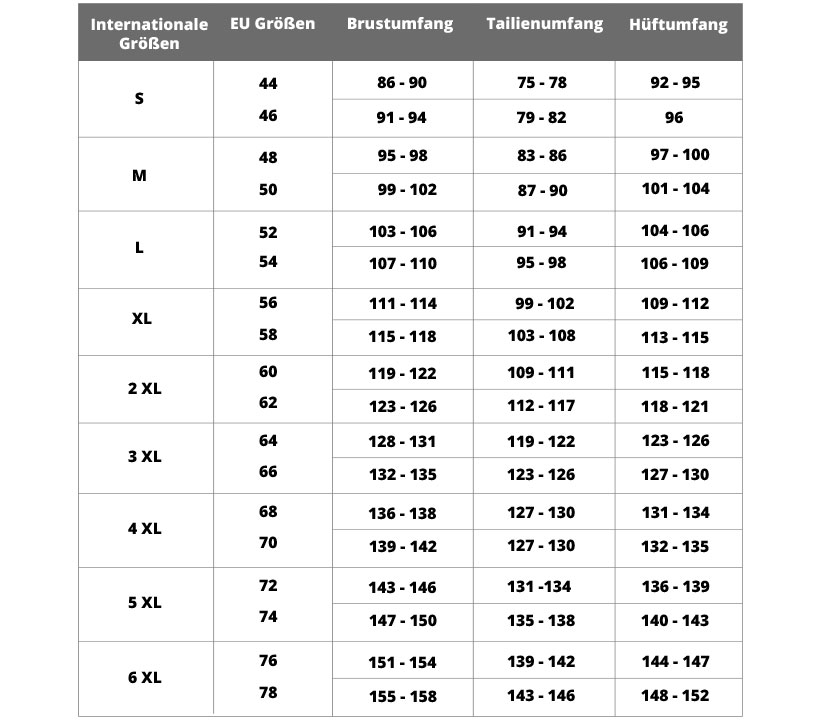 Internationale Größen EU Größen Brustumfang Tailienumfang Hüftumfang
S 44 86 - 90 75 - 78 92 - 95
46 91 - 94 79 - 82 96
M 48 95 - 98 83 - 86 97 - 100
50 99 - 102 87 - 90 101 - 104
L 52 103 - 106 91 - 94 104 - 106
54 107 - 110 95 - 98 106 - 109
XL 56 111 - 114 99 - 102 109 - 112
58 115 - 118 103 - 108 113 - 115
2 XL 60 119 - 122 109 - 111 115 - 118
62 123 - 126 112 - 117 118 - 121
3 XL 64 128 - 131 119 - 122 123 - 126
66 132 - 135 123 - 126 127 - 130
4 XL 68 136 - 138 127 - 130 131 - 134
70 139 - 142 127 - 130 132 - 135
5 XL 72 143 - 146 131 -134 136 - 139
74 147 - 150 135 - 138 140 - 143
6 XL 76 151 - 154 139 - 142 144 - 147
78 155 - 158 143 - 146 148 - 152